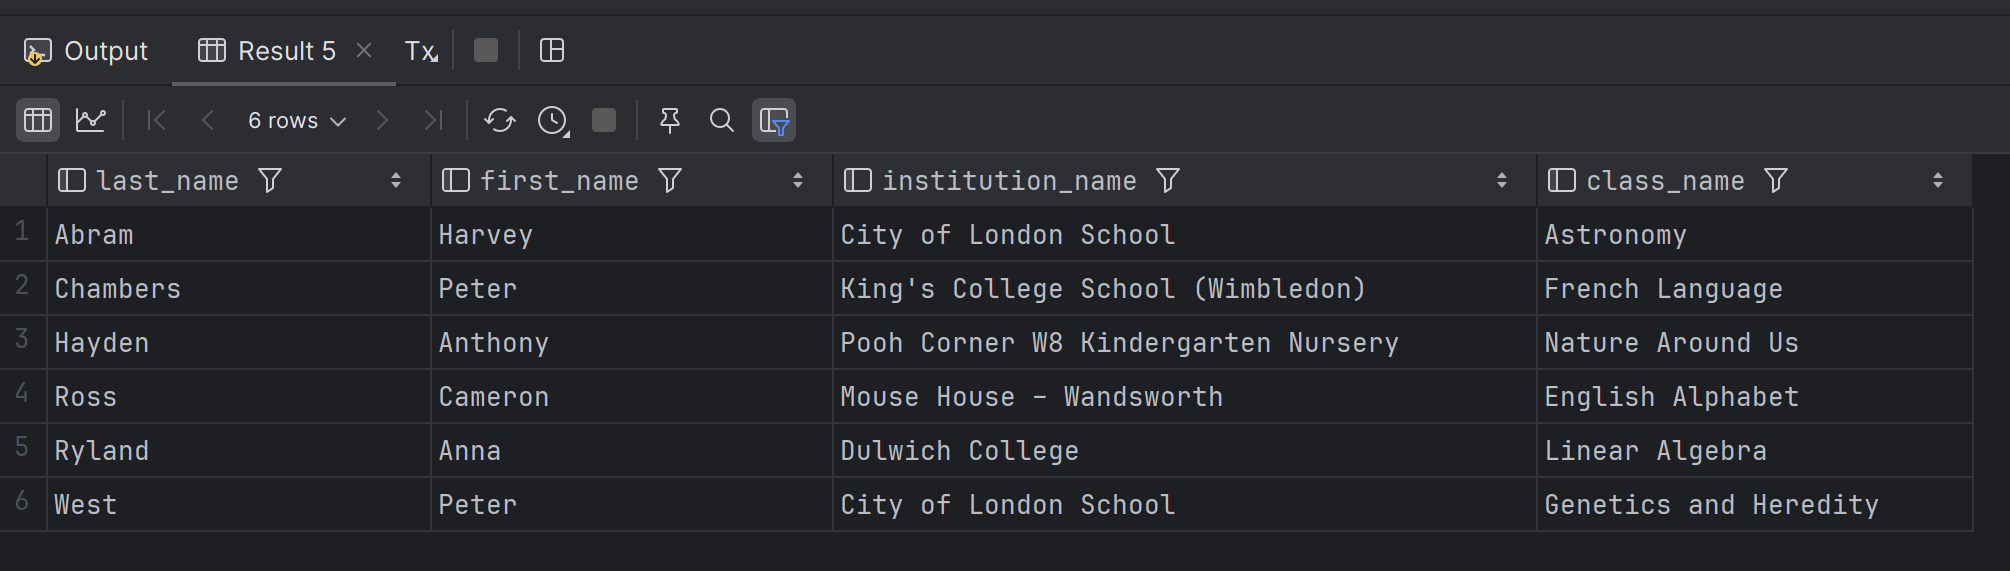 Output Result 5 Tx
6 rows
last_name first_name institution_name class_name
1 Abram Harvey City of London School Astronomy
2 Chambers Peter King's College School (Wimbledon) French Language
3 Hayden Anthony Pooh Corner W8 Kindergarten Nursery Nature Around Us
4 Ross Cameron Mouse House - Wandsworth English Alphabet
5 Ryland Anna Dulwich College Linear Algebra
6 West Peter City of London School Genetics and Heredity